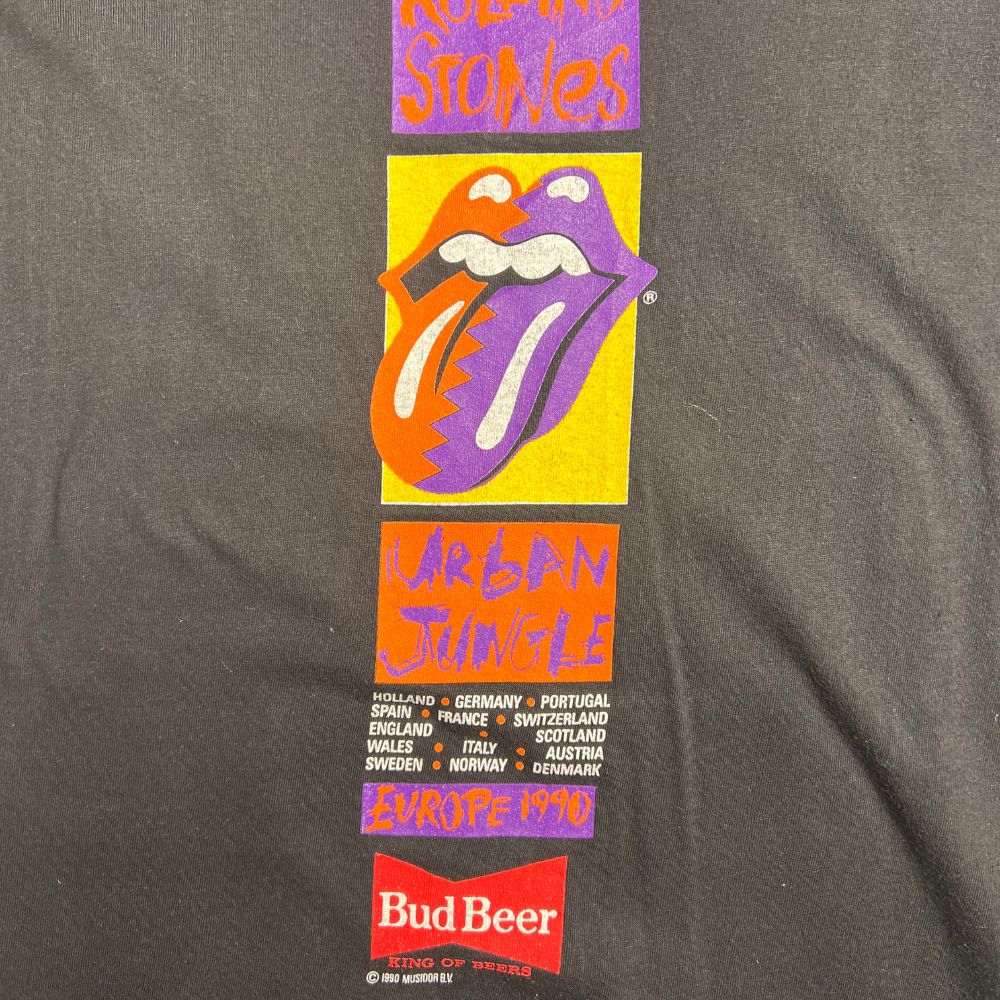 ROLLING
STONES
®
URBAN
JUNGLE
HOLLAND • GERMANY • PORTUGAL
SPAIN • FRANCE • SWITZERLAND
ENGLAND • SCOTLAND
WALES • ITALY • AUSTRIA
SWEDEN • NORWAY • DENMARK
EUROPE 1990
Bud Beer
KING OF BEERS
© 1990 MUSIDOR B.V.